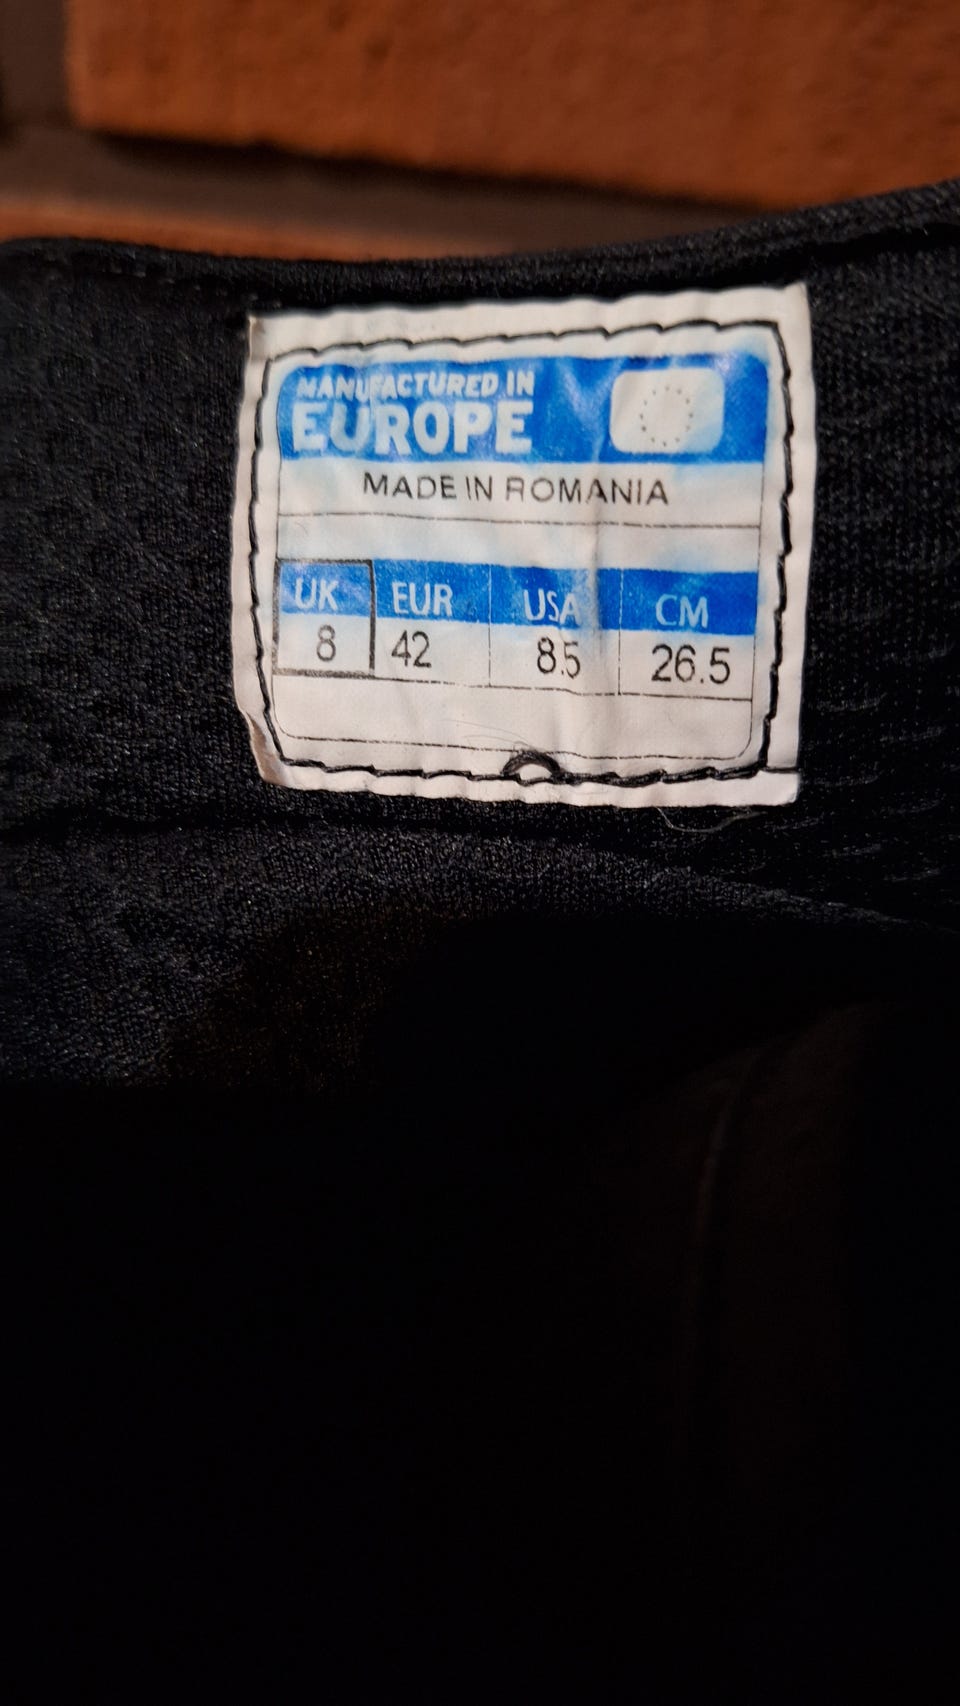 MANUFACTURED IN
EUROPE
MADE IN ROMANIA
UK EUR USA CM
8 42 8.5 26.5